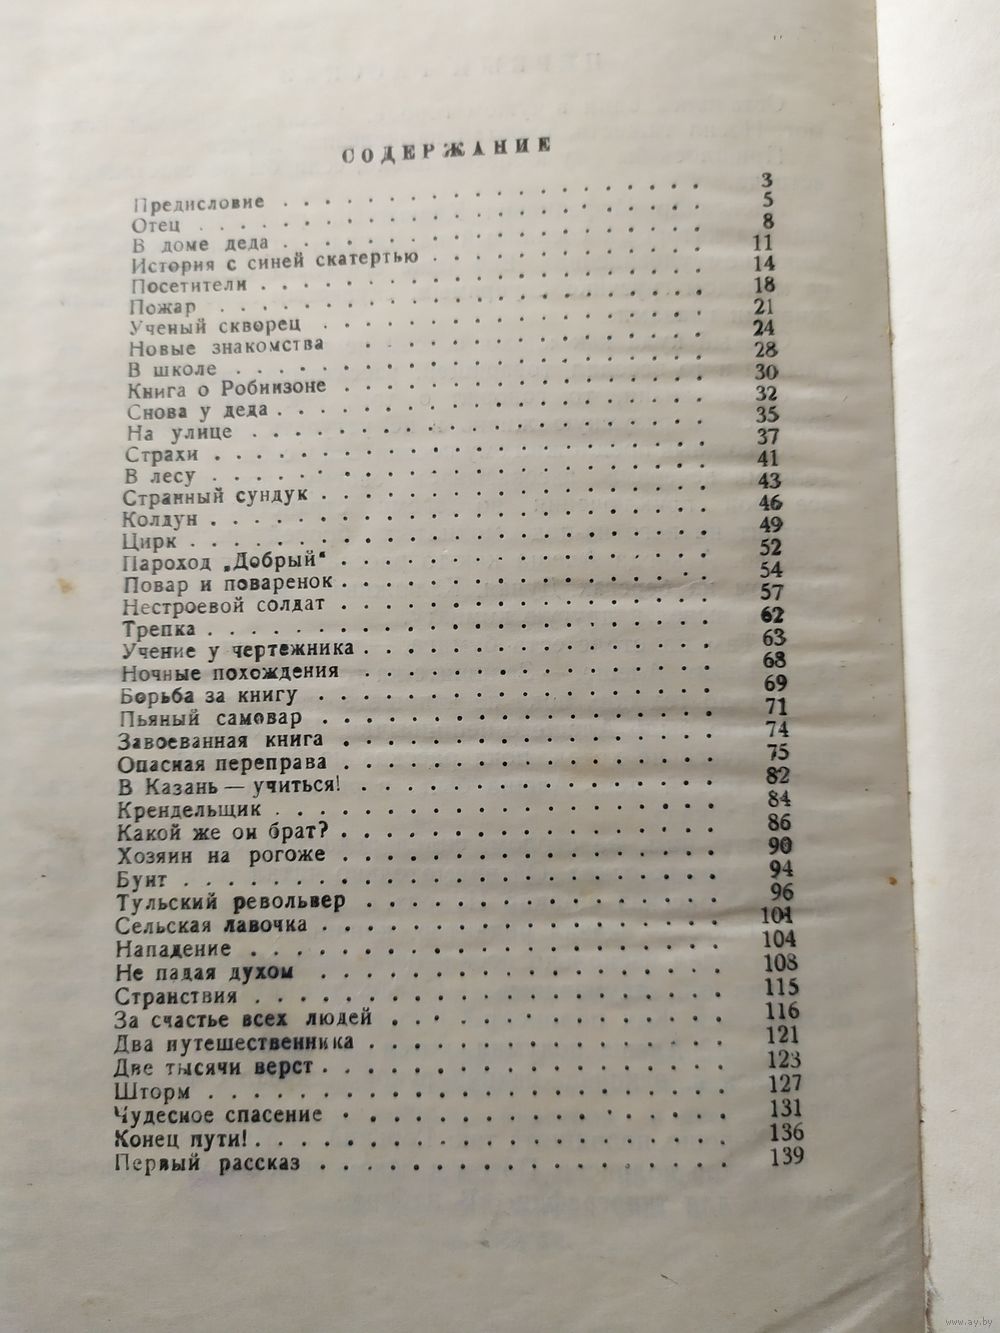 СОДЕРЖАНИЕ
Предисловие . . . . . . . . . . 3
Отец . . . . . . . . . . 5
В доме деда . . . . . . . . . . 8
История с синей скатертью . . . . . . . . . . 11
Посетители . . . . . . . . . . 14
Пожар . . . . . . . . . . 18
Ученый скворец . . . . . . . . . . 21
Новые знакомства . . . . . . . . . . 24
В школе . . . . . . . . . . 28
Книга о Робинзоне . . . . . . . . . . 30
Снова у деда . . . . . . . . . . 32
На улице . . . . . . . . . . 35
Страхи . . . . . . . . . . 37
В лесу . . . . . . . . . . 41
Странный сундук . . . . . . . . . . 43
Колдун . . . . . . . . . . 46
Цирк . . . . . . . . . . 49
Пароход „Добрый“ . . . . . . . . . . 52
Повар и поваренок . . . . . . . . . . 54
Нестроевой солдат . . . . . . . . . . 57
Трепка . . . . . . . . . . 62
Учение у чертежника . . . . . . . . . . 63
Ночные похождения . . . . . . . . . . 68
Борьба за книгу . . . . . . . . . . 69
Пьяный самовар . . . . . . . . . . 71
Завоеванная книга . . . . . . . . . . 74
Опасная переправа . . . . . . . . . . 75
В Казань — учиться! . . . . . . . . . . 82
Крендельщик . . . . . . . . . . 84
Какой же он брат? . . . . . . . . . . 86
Хозяин на рогоже . . . . . . . . . . 90
Бунт . . . . . . . . . . 94
Тульский револьвер . . . . . . . . . . 96
Сельская лавочка . . . . . . . . . . 101
Нападение . . . . . . . . . . 104
Не падая духом . . . . . . . . . . 108
Странствия . . . . . . . . . . 115
За счастье всех людей . . . . . . . . . . 116
Два путешественника . . . . . . . . . . 121
Две тысячи верст . . . . . . . . . . 123
Шторм . . . . . . . . . . 127
Чудесное спасение . . . . . . . . . . 131
Конец пути! . . . . . . . . . . 136
Первый рассказ . . . . . . . . . . 139
www.ay.by